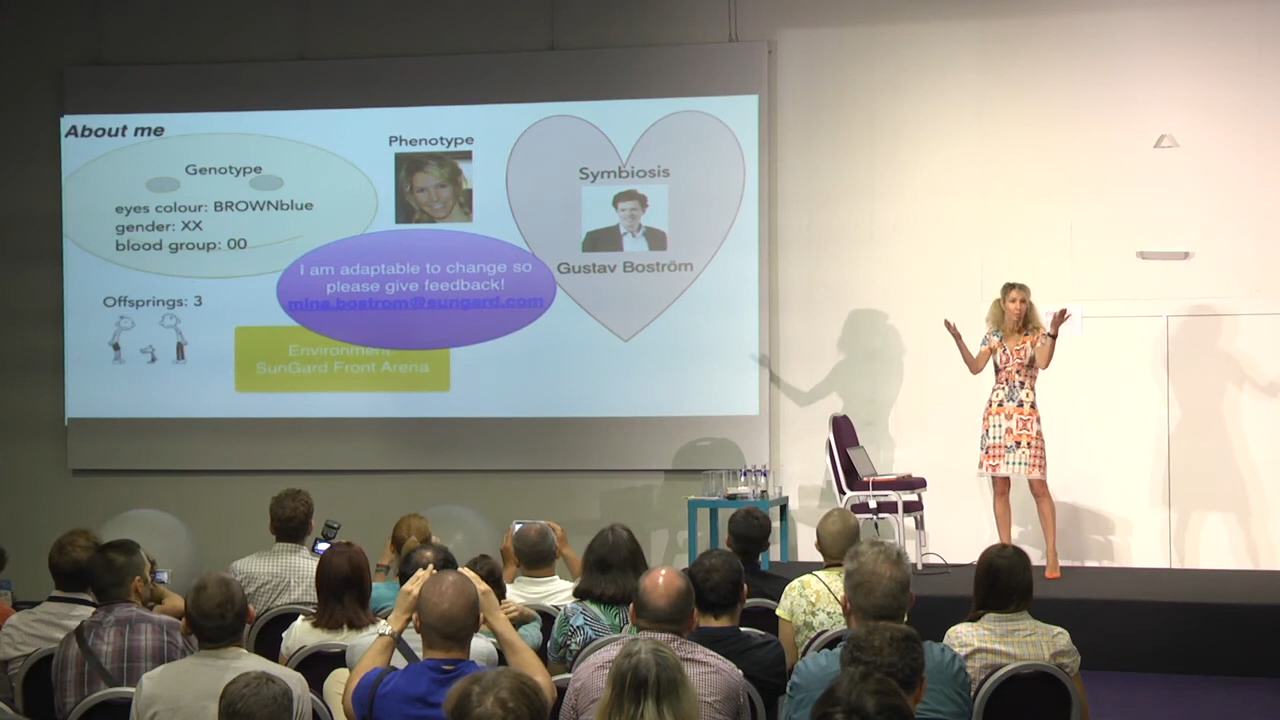 About me
Genotype
eyes colour: BROWNblue
gender: XX
blood group: 00
Phenotype
Symbiosis
Gustav Boström
I am adaptable to change so
please give feedback!
mina.bostrom@sungard.com
Offsprings: 3
Environment
SunGard Front Arena